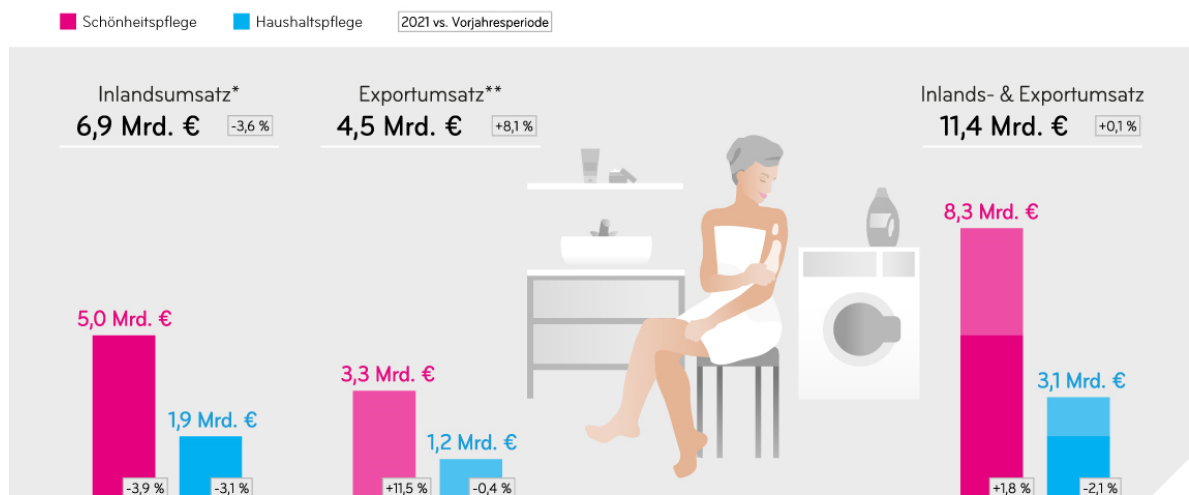 Schönheitspflege Haushaltspflege 2021 vs. Vorjahresperiode
Inlandsumsatz*
6,9 Mrd. € -3,6 %
Exportumsatz**
4,5 Mrd. € +8,1 %
Inlands- & Exportumsatz
11,4 Mrd. € +0,1 %
5,0 Mrd. €
1,9 Mrd. €
-3,9 % -3,1 %
3,3 Mrd. €
1,2 Mrd. €
+11,5 % -0,4 %
8,3 Mrd. €
3,1 Mrd. €
+1,8 % -2,1 %